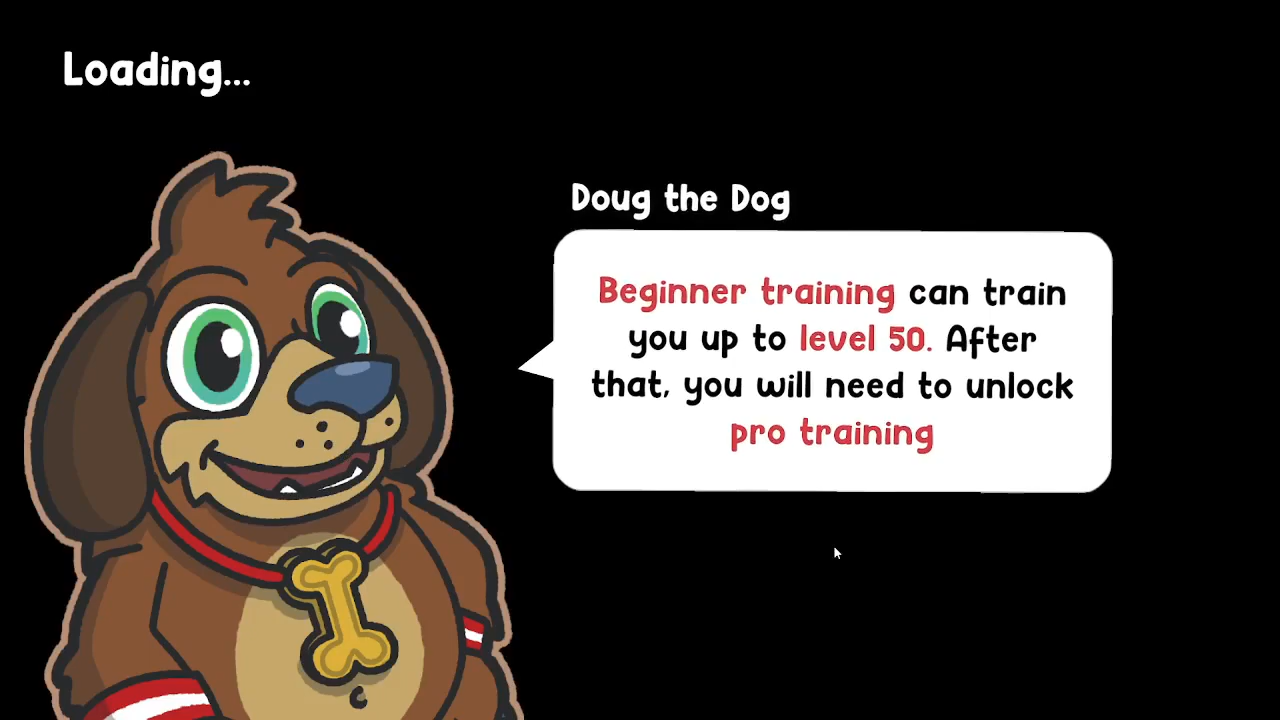 Loading...
Doug the Dog
Beginner training can train
you up to level 50. After
that, you will need to unlock
pro training